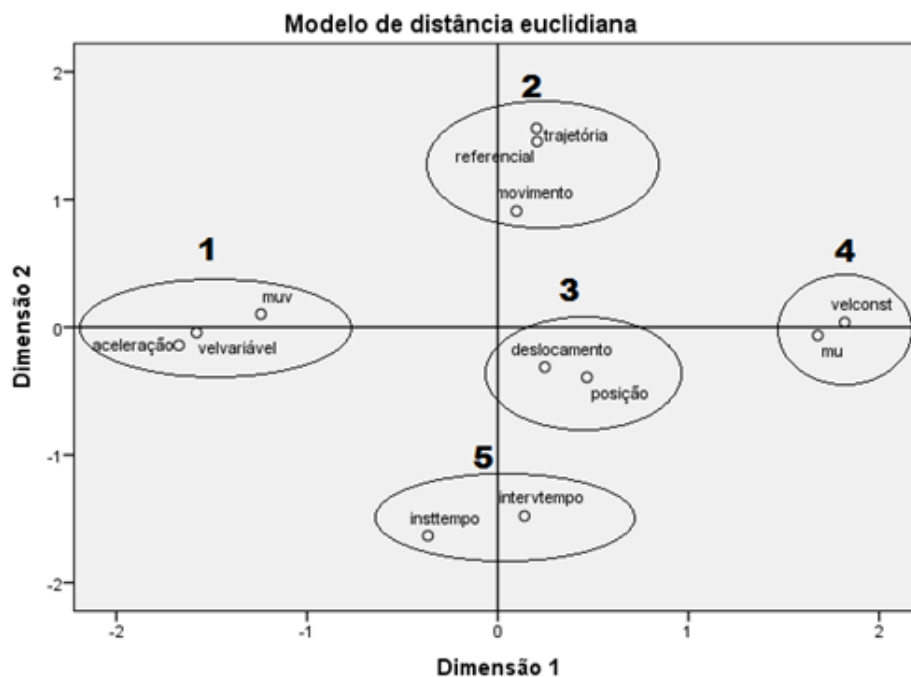 Modelo de distância euclidiana
2
2
trajetória
referencial
1
movimento
1
4
3
muv
velconst
0
aceleração
velvariável
deslocamento
mu
posição
Dimensão 2
-1
5
intervtempo
insttempo
-2
-2
-1
0
1
2
Dimensão 1